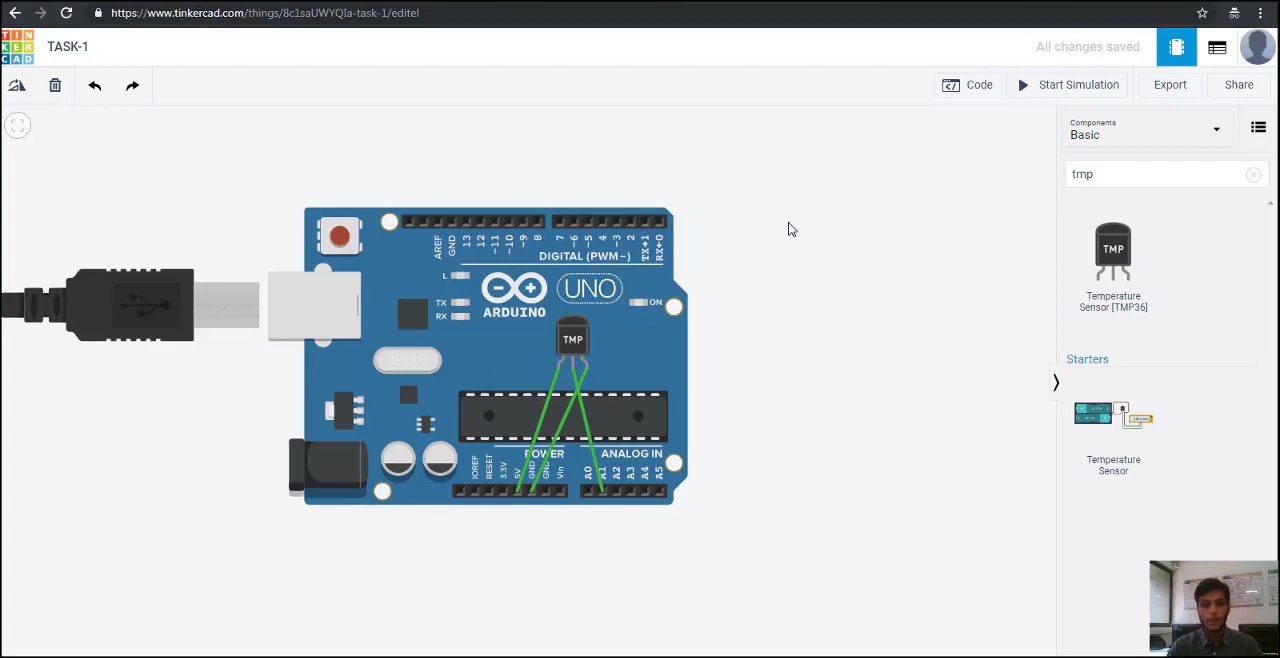 https://www.tinkercad.com/things/8c1saUWYQIa-task-1/editel
TIN
KER
CAD
TASK-1
All changes saved
Code
Start Simulation
Export
Share
Components
Basic
tmp
TMP
Temperature
Sensor [TMP36]
Starters
Temperature
Sensor
AREF
GND
13
12
~11
~10
~9
8
7
~6
~5
4
~3
2
TX→1
RX←0
DIGITAL (PWM~)
L
TX
RX
ARDUINO
UNO
ON
TMP
POWER
ANALOG IN
IOREF
RESET
3.3V
5V
GND
GND
Vin
A0
A1
A2
A3
A4
A5